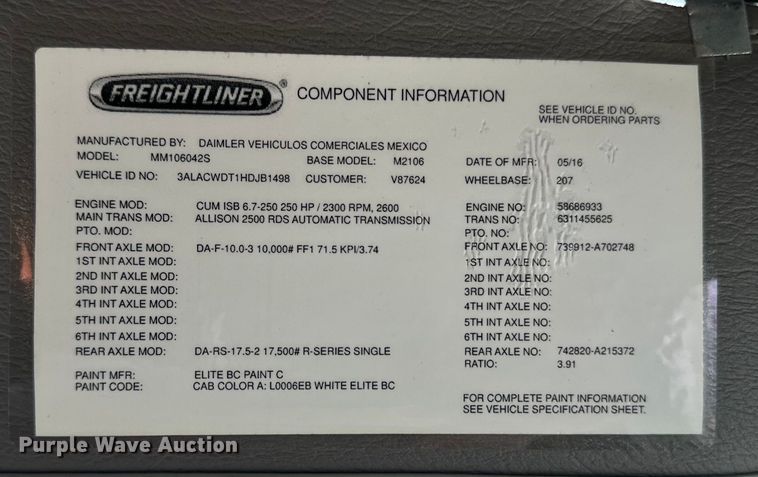 FREIGHTLINER ® COMPONENT INFORMATION
SEE VEHICLE ID NO.
WHEN ORDERING PARTS
MANUFACTURED BY: DAIMLER VEHICULOS COMERCIALES MEXICO
MODEL: MM106042S BASE MODEL: M2106 DATE OF MFR: 05/16
VEHICLE ID NO: 3ALACWDT1HDJB1498 CUSTOMER: V87624 WHEELBASE: 207
ENGINE MOD: CUM ISB 6.7-250 250 HP / 2300 RPM, 2600 ENGINE NO: 58686933
MAIN TRANS MOD: ALLISON 2500 RDS AUTOMATIC TRANSMISSION TRANS NO: 6311455625
PTO. MOD: PTO. NO:
FRONT AXLE MOD: DA-F-10.0-3 10,000# FF1 71.5 KPI/3.74 FRONT AXLE NO: 739912-A702748
1ST INT AXLE MOD: 1ST INT AXLE NO:
2ND INT AXLE MOD: 2ND INT AXLE NO:
3RD INT AXLE MOD: 3RD INT AXLE NO:
4TH INT AXLE MOD: 4TH INT AXLE NO:
5TH INT AXLE MOD: 5TH INT AXLE NO:
6TH INT AXLE MOD: 6TH INT AXLE NO:
REAR AXLE MOD: DA-RS-17.5-2 17,500# R-SERIES SINGLE REAR AXLE NO: 742820-A215372
RATIO: 3.91
PAINT MFR: ELITE BC PAINT C
PAINT CODE: CAB COLOR A: L0006EB WHITE ELITE BC
FOR COMPLETE PAINT INFORMATION
SEE VEHICLE SPECIFICATION SHEET.
Purple Wave Auction